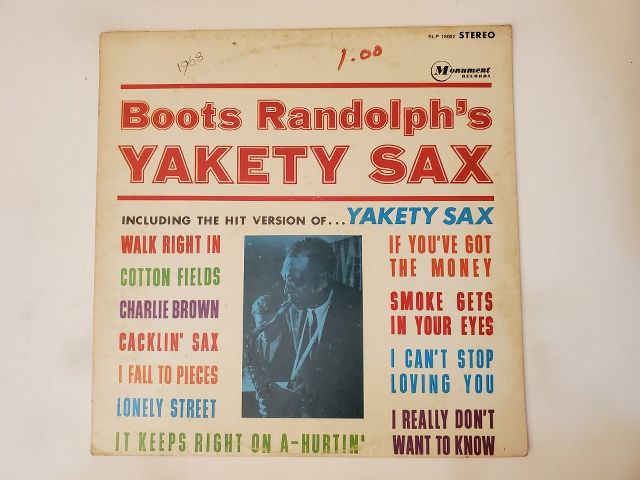 SLP 18002 STEREO
1968
1.00
Monument
RECORDS
Boots Randolph's
YAKETY SAX
INCLUDING THE HIT VERSION OF...YAKETY SAX
WALK RIGHT IN
COTTON FIELDS
CHARLIE BROWN
CACKLIN' SAX
I FALL TO PIECES
LONELY STREET
IT KEEPS RIGHT ON A-HURTIN'
IF YOU'VE GOT
THE MONEY
SMOKE GETS
IN YOUR EYES
I CAN'T STOP
LOVING YOU
I REALLY DON'T
WANT TO KNOW